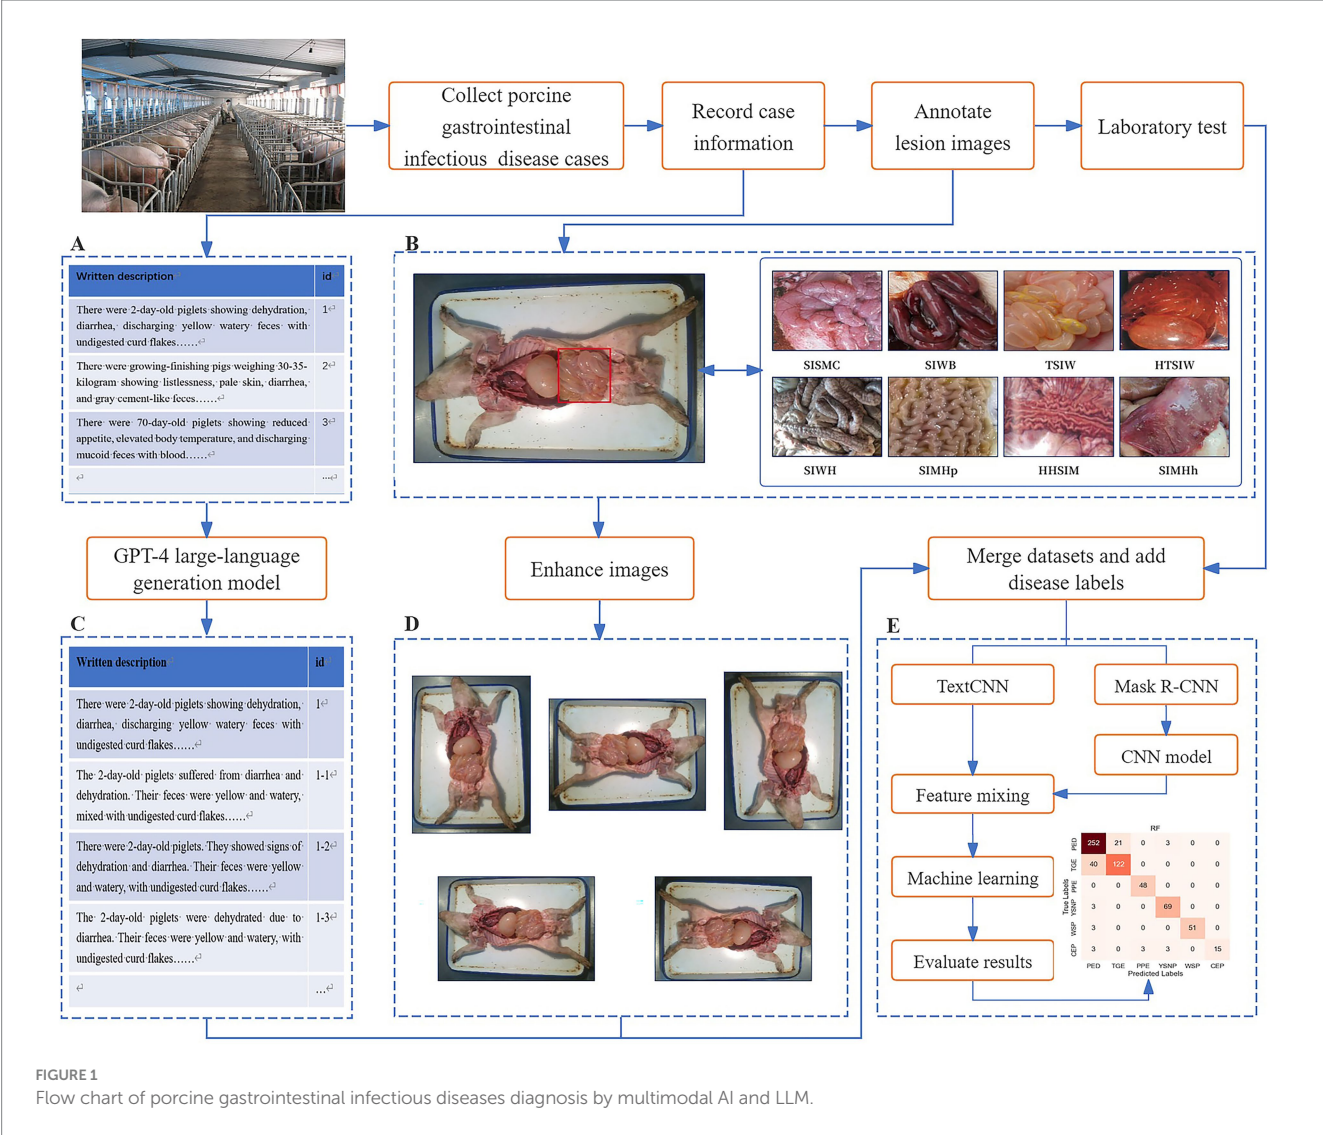 Collect porcine
gastrointestinal
infectious disease cases
Record case
information
Annotate
lesion images
Laboratory test
A
Written description
id
There were 2-day-old piglets showing dehydration,
diarrhea, discharging yellow watery feces with
undigested curd flakes......
1
There were growing-finishing pigs weighing 30-35-
kilogram showing listlessness, pale skin, diarrhea,
and gray cement-like feces......
2
There were 70-day-old piglets showing reduced
appetite, elevated body temperature, and discharging
mucoid feces with blood......
3
...
B
SISMC
SIWB
TSIW
HTSIW
SIWH
SIMHp
HHSIM
SIMHh
GPT-4 large-language
generation model
Enhance images
Merge datasets and add
disease labels
C
Written description
id
There were 2-day-old piglets showing dehydration,
diarrhea, discharging yellow watery feces with
undigested curd flakes......
1
The 2-day-old piglets suffered from diarrhea and
dehydration. Their feces were yellow and watery,
mixed with undigested curd flakes......
1-1
There were 2-day-old piglets. They showed signs of
dehydration and diarrhea. Their feces were yellow
and watery, with undigested curd flakes......
1-2
The 2-day-old piglets were dehydrated due to
diarrhea. Their feces were yellow and watery, with
undigested curd flakes......
1-3
...
D
E
TextCNN
Mask R-CNN
CNN model
Feature mixing
Machine learning
Evaluate results
RF
True Labels
PED 252 21 0 3 0 0
TGE 40 122 0 0 0 0
PPE 0 0 48 0 0 0
YSNP 3 0 0 69 0 0
WSP 3 0 0 0 51 0
CEP 3 0 3 3 0 15
PED TGE PPE YSNP WSP CEP
Predicted Labels
FIGURE 1
Flow chart of porcine gastrointestinal infectious diseases diagnosis by multimodal AI and LLM.